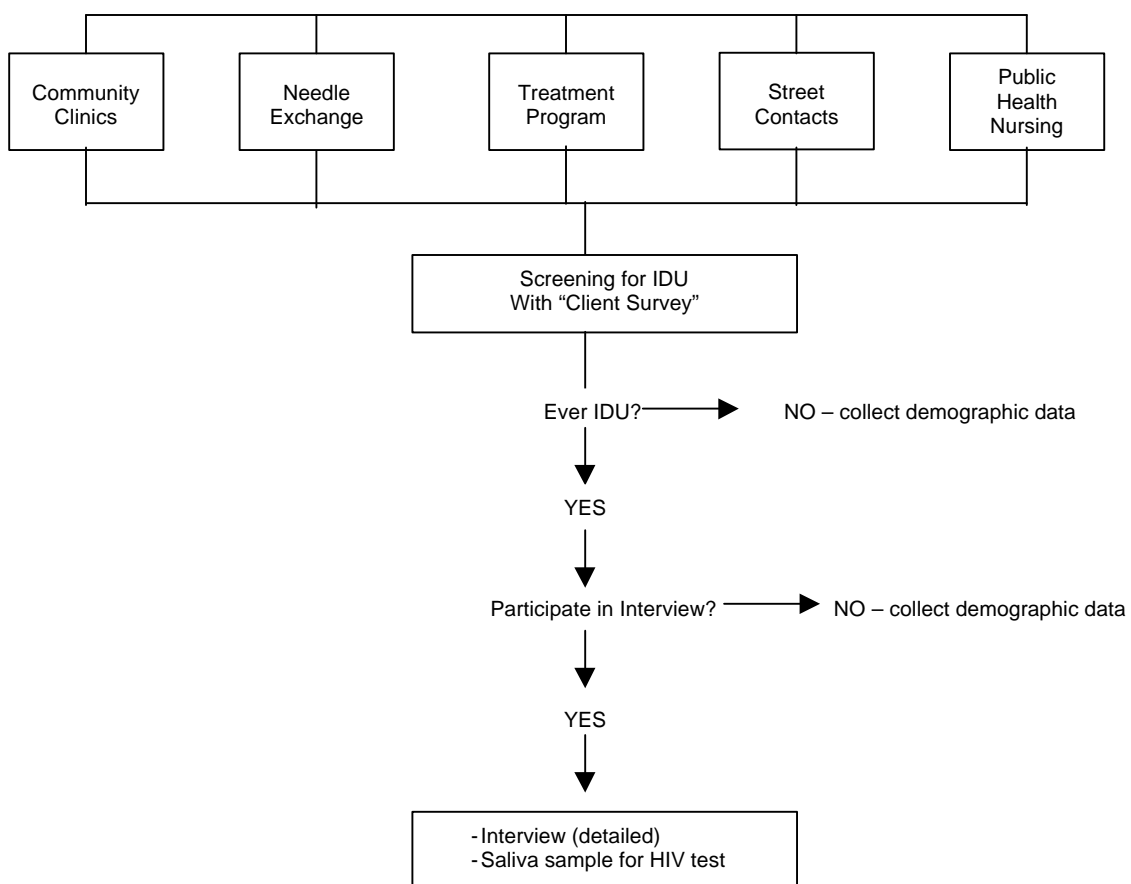 Community
Clinics
Needle
Exchange
Treatment
Program
Street
Contacts
Public
Health
Nursing
Screening for IDU
With “Client Survey”
Ever IDU?
NO – collect demographic data
YES
Participate in Interview?
NO – collect demographic data
YES
-Interview (detailed)
-Saliva sample for HIV test